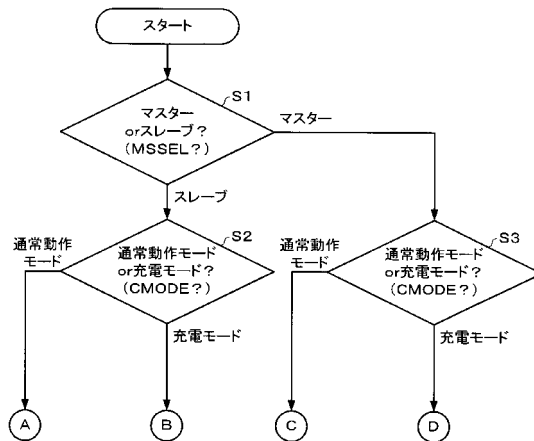 スタート
S1
マスター
マスター
orスレーブ？
(MSSEL？)
スレーブ
S2
S3
通常動作
モード
通常動作モード
or充電モード？
(CMODE？)
通常動作
モード
通常動作モード
or充電モード？
(CMODE？)
充電モード
充電モード
A
B
C
D